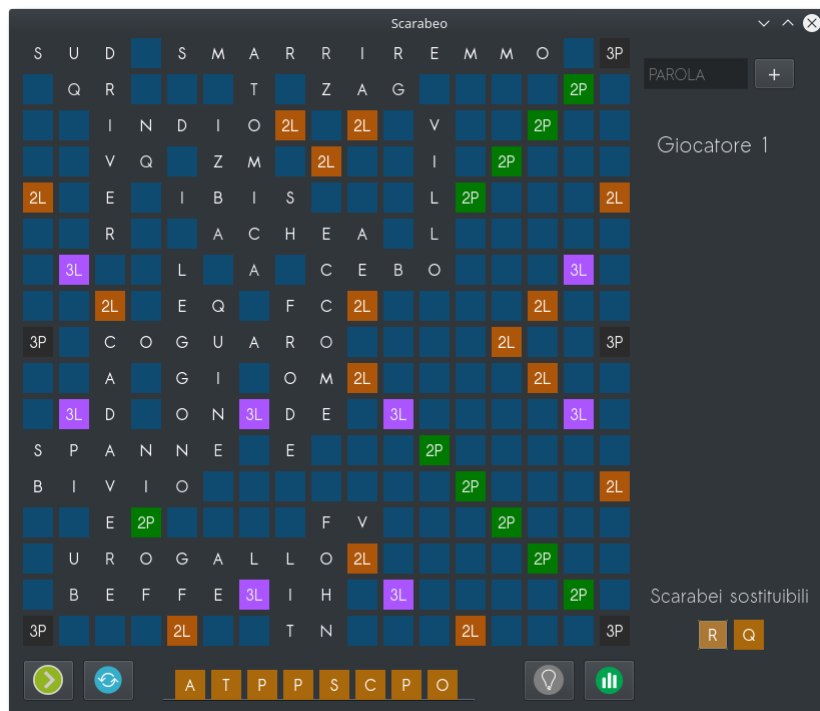 Scarabeo
S U D S M A R R I R E M M O 3P
Q R T Z A G 2P
I N D I O 2L 2L V 2P
V Q Z M 2L I 2P
2L E I B I S L 2P 2L
R A C H E A L
3L L A C E B O 3L
2L E Q F C 2L 2L
3P C O G U A R O 2L 3P
A G I O M 2L 2L
3L D O N 3L D E 3L 3L
S P A N N E E 2P
B I V I O 2P 2L
E 2P F V 2P
U R O G A L L O 2L 2P
B E F F E 3L I H 3L 2P
3P 2L T N 2L 3P
PAROLA +
Giocatore 1
Scarabei sostituibili
R Q
A T P P S C P O